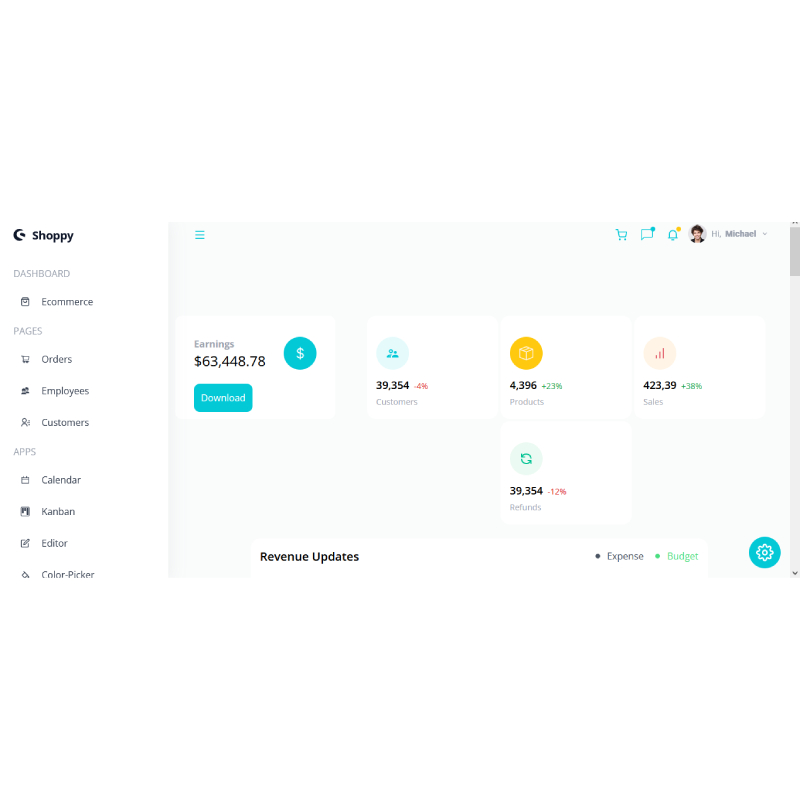 Shoppy
DASHBOARD
Ecommerce
PAGES
Orders
Employees
Customers
APPS
Calendar
Kanban
Editor
Color-Picker
Hi, Michael
Earnings
$63,448.78
$
Download
39,354 -4%
Customers
4,396 +23%
Products
423,39 +38%
Sales
39,354 -12%
Refunds
Revenue Updates
Expense
Budget